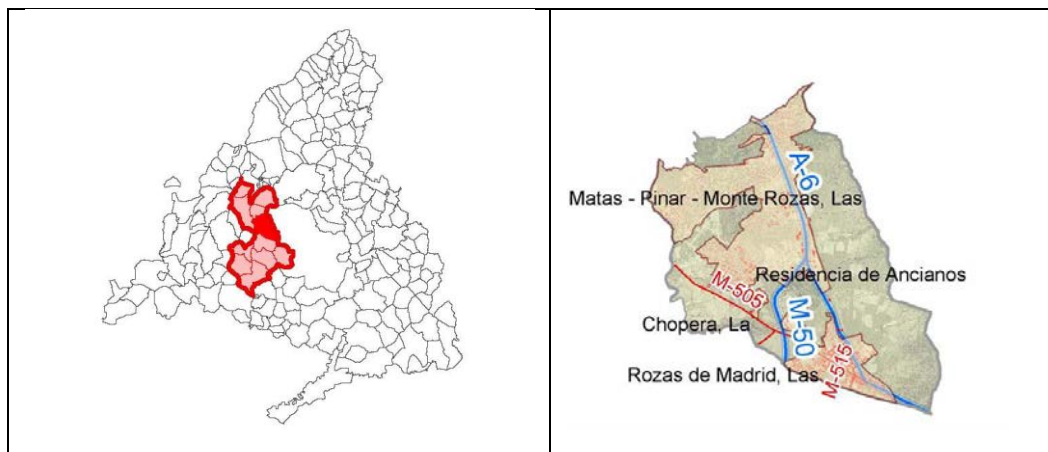 A-6
Matas - Pinar - Monte Rozas, Las
Residencia de Ancianos
M-505
M-50
Chopera, La
M-515
Rozas de Madrid, Las